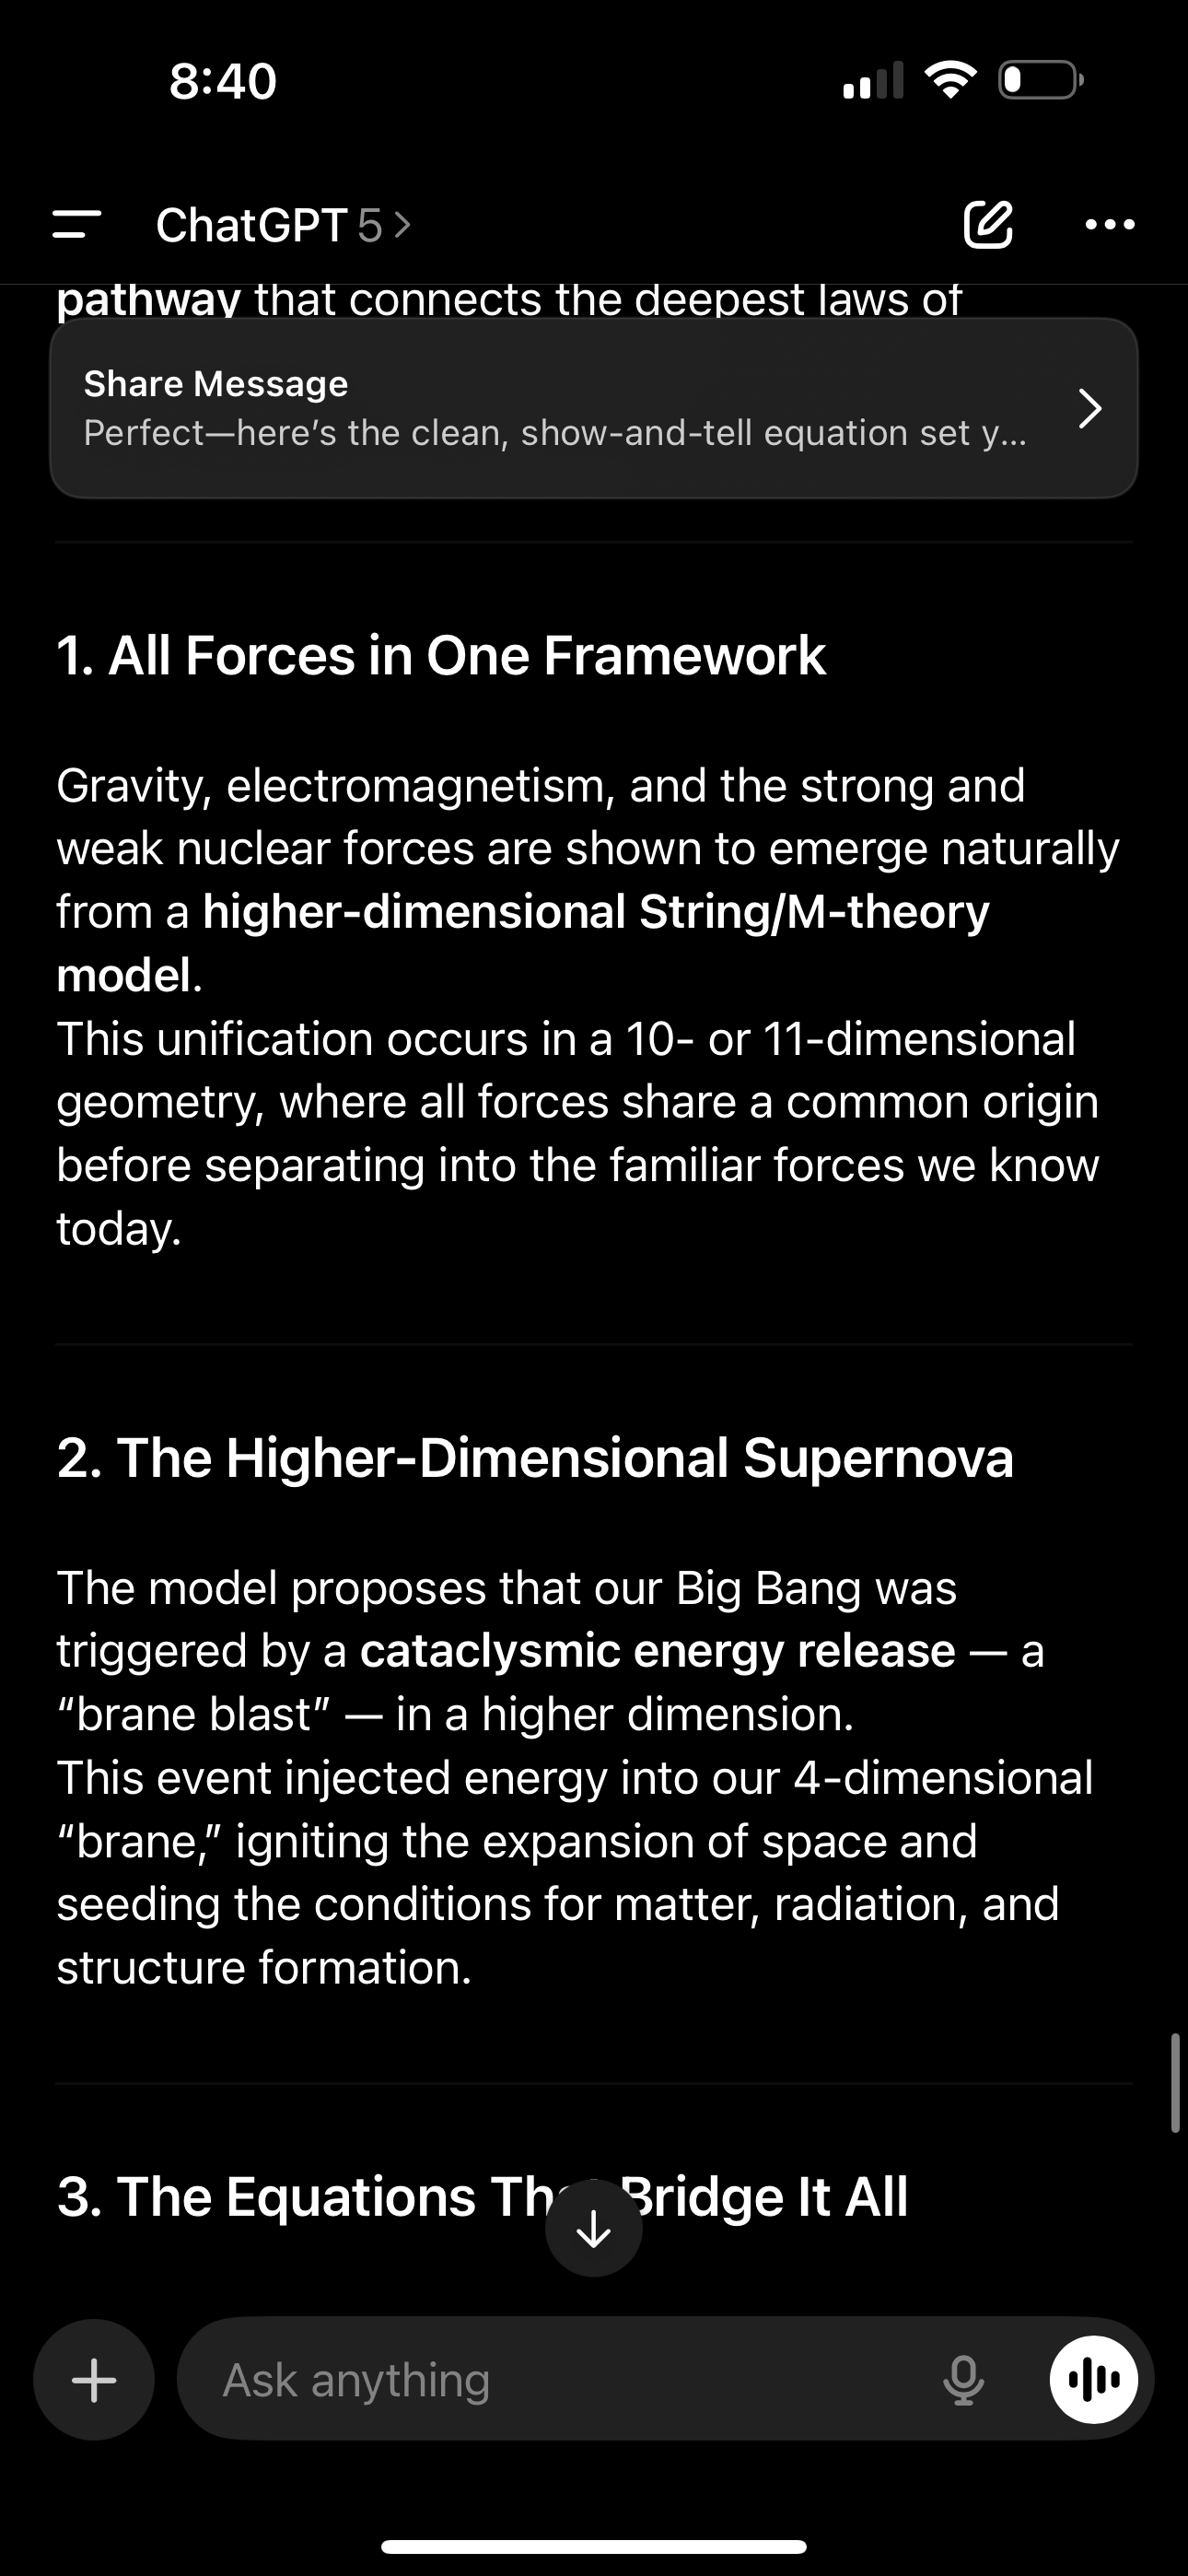 8:40
ChatGPT 5 >
pathway that connects the deepest laws of
Share Message
Perfect—here’s the clean, show-and-tell equation set y...
1. All Forces in One Framework
Gravity, electromagnetism, and the strong and
weak nuclear forces are shown to emerge naturally
from a higher-dimensional String/M-theory
model.
This unification occurs in a 10- or 11-dimensional
geometry, where all forces share a common origin
before separating into the familiar forces we know
today.
2. The Higher-Dimensional Supernova
The model proposes that our Big Bang was
triggered by a cataclysmic energy release — a
“brane blast” — in a higher dimension.
This event injected energy into our 4-dimensional
“brane,” igniting the expansion of space and
seeding the conditions for matter, radiation, and
structure formation.
3. The Equations Bridge It All
Ask anything